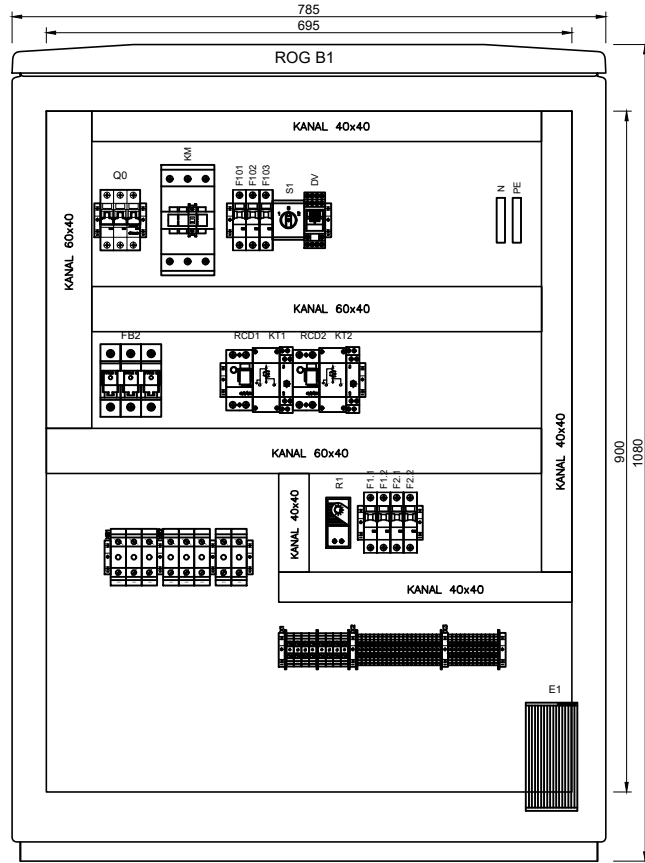 785
695
ROG B1
KANAL 40x40
KM
Q0
F101
F102
F103
S1
DV
N
PE
KANAL 60x40
KANAL 60x40
FB2
RCD1
KT1
RCD2
KT2
KANAL 60x40
KANAL 40x40
900
1080
R1
F1.1
F1.2
F2.1
F2.2
KANAL 40x40
KANAL 40x40
E1